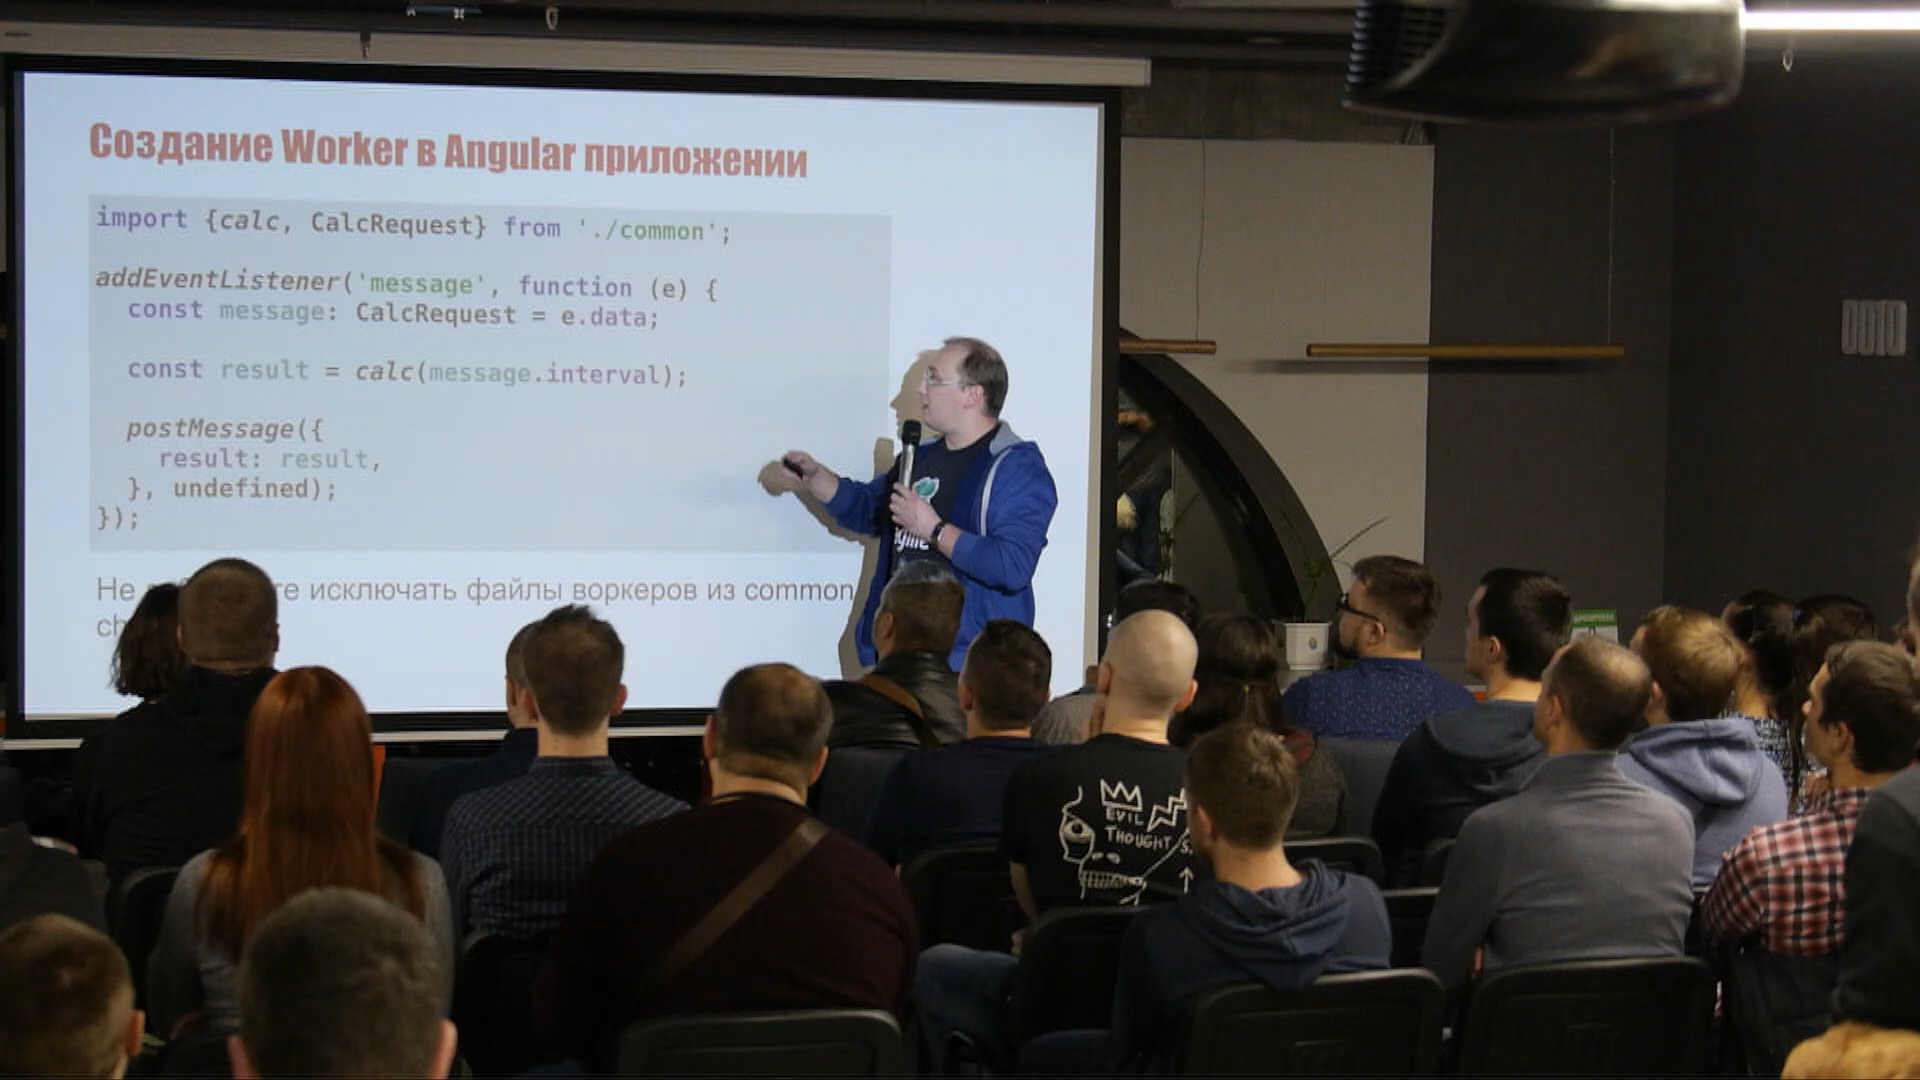 Создание Worker в Angular приложении
import {calc, CalcRequest} from './common';
addEventListener('message', function (e) {
const message: CalcRequest = e.data;
const result = calc(message.interval);
postMessage({
result: result,
}, undefined);
});
Не исключать файлы воркеров из common
EVIL
THOUGHT S